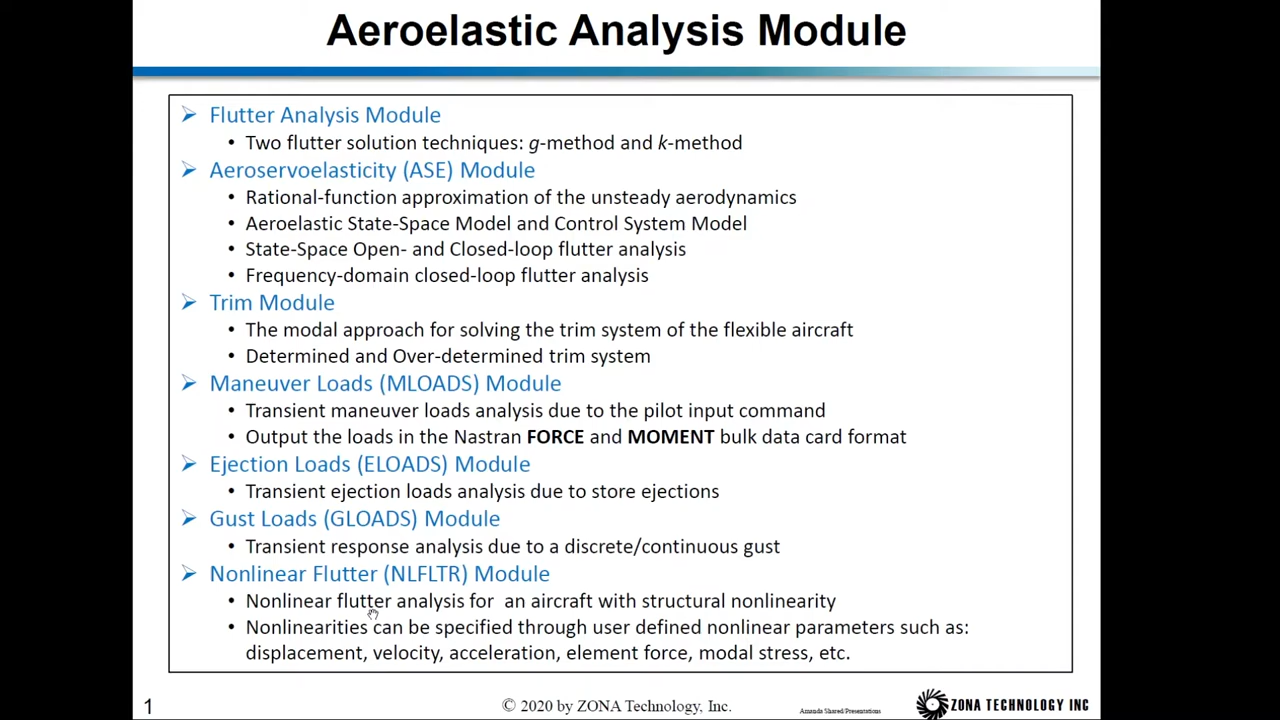 Aeroelastic Analysis Module
Flutter Analysis Module
Two flutter solution techniques: g-method and k-method
Aeroservoelasticity (ASE) Module
Rational-function approximation of the unsteady aerodynamics
Aeroelastic State-Space Model and Control System Model
State-Space Open- and Closed-loop flutter analysis
Frequency-domain closed-loop flutter analysis
Trim Module
The modal approach for solving the trim system of the flexible aircraft
Determined and Over-determined trim system
Maneuver Loads (MLOADS) Module
Transient maneuver loads analysis due to the pilot input command
Output the loads in the Nastran FORCE and MOMENT bulk data card format
Ejection Loads (ELOADS) Module
Transient ejection loads analysis due to store ejections
Gust Loads (GLOADS) Module
Transient response analysis due to a discrete/continuous gust
Nonlinear Flutter (NLFLTR) Module
Nonlinear flutter analysis for an aircraft with structural nonlinearity
Nonlinearities can be specified through user defined nonlinear parameters such as:
displacement, velocity, acceleration, element force, modal stress, etc.
1
© 2020 by ZONA Technology, Inc.
Amanda Shared/Presentations
ZONA TECHNOLOGY INC